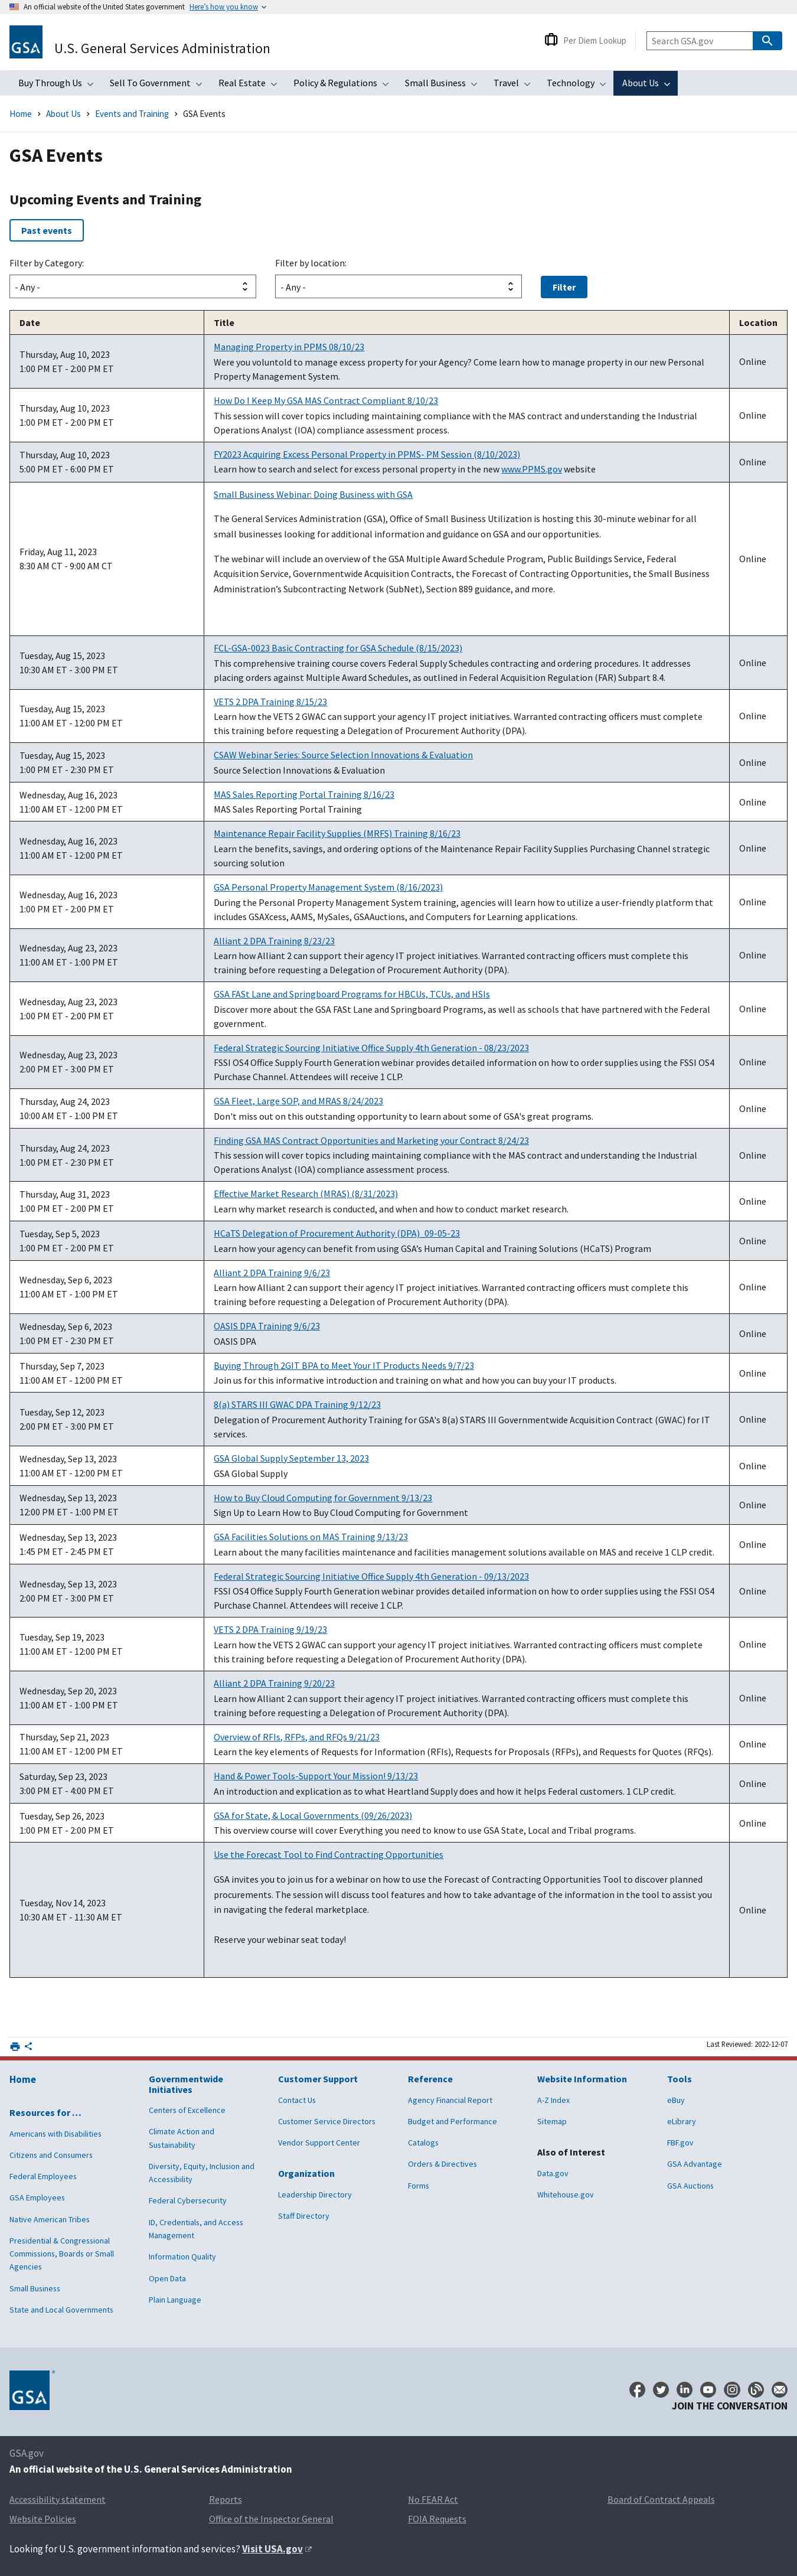 An official website of the United States government Here's how you know
GSA
U.S. General Services Administration
Per Diem Lookup
Search GSA.gov
Buy Through Us
Sell To Government
Real Estate
Policy & Regulations
Small Business
Travel
Technology
About Us
Home › About Us › Events and Training › GSA Events
GSA Events
Upcoming Events and Training
Past events
Filter by Category:
Filter by location:
- Any -
- Any -
Filter
Date Title Location
Thursday, Aug 10, 2023
1:00 PM ET - 2:00 PM ET
Managing Property in PPMS 08/10/23
Were you voluntold to manage excess property for your Agency? Come learn how to manage property in our new Personal
Property Management System.
Online
Thursday, Aug 10, 2023
1:00 PM ET - 2:00 PM ET
How Do I Keep My GSA MAS Contract Compliant 8/10/23
This session will cover topics including maintaining compliance with the MAS contract and understanding the Industrial
Operations Analyst (IOA) compliance assessment process.
Online
Thursday, Aug 10, 2023
5:00 PM ET - 6:00 PM ET
FY2023 Acquiring Excess Personal Property in PPMS- PM Session (8/10/2023)
Learn how to search and select for excess personal property in the new www.PPMS.gov website
Online
Friday, Aug 11, 2023
8:30 AM CT - 9:00 AM CT
Small Business Webinar: Doing Business with GSA
The General Services Administration (GSA), Office of Small Business Utilization is hosting this 30-minute webinar for all
small businesses looking for additional information and guidance on GSA and our opportunities.
The webinar will include an overview of the GSA Multiple Award Schedule Program, Public Buildings Service, Federal
Acquisition Service, Governmentwide Acquisition Contracts, the Forecast of Contracting Opportunities, the Small Business
Administration's Subcontracting Network (SubNet), Section 889 guidance, and more.
Online
Tuesday, Aug 15, 2023
10:30 AM ET - 3:00 PM ET
FCL-GSA-0023 Basic Contracting for GSA Schedule (8/15/2023)
This comprehensive training course covers Federal Supply Schedules contracting and ordering procedures. It addresses
placing orders against Multiple Award Schedules, as outlined in Federal Acquisition Regulation (FAR) Subpart 8.4.
Online
Tuesday, Aug 15, 2023
11:00 AM ET - 12:00 PM ET
VETS 2 DPA Training 8/15/23
Learn how the VETS 2 GWAC can support your agency IT project initiatives. Warranted contracting officers must complete
this training before requesting a Delegation of Procurement Authority (DPA).
Online
Tuesday, Aug 15, 2023
1:00 PM ET - 2:30 PM ET
CSAW Webinar Series: Source Selection Innovations & Evaluation
Source Selection Innovations & Evaluation
Online
Wednesday, Aug 16, 2023
11:00 AM ET - 12:00 PM ET
MAS Sales Reporting Portal Training 8/16/23
MAS Sales Reporting Portal Training
Online
Wednesday, Aug 16, 2023
11:00 AM ET - 12:00 PM ET
Maintenance Repair Facility Supplies (MRFS) Training 8/16/23
Learn the benefits, savings, and ordering options of the Maintenance Repair Facility Supplies Purchasing Channel strategic
sourcing solution
Online
Wednesday, Aug 16, 2023
1:00 PM ET - 2:00 PM ET
GSA Personal Property Management System (8/16/2023)
During the Personal Property Management System training, agencies will learn how to utilize a user-friendly platform that
includes GSAXcess, AAMS, MySales, GSAAuctions, and Computers for Learning applications.
Online
Wednesday, Aug 23, 2023
11:00 AM ET - 1:00 PM ET
Alliant 2 DPA Training 8/23/23
Learn how Alliant 2 can support their agency IT project initiatives. Warranted contracting officers must complete this
training before requesting a Delegation of Procurement Authority (DPA).
Online
Wednesday, Aug 23, 2023
1:00 PM ET - 2:00 PM ET
GSA FASt Lane and Springboard Programs for HBCUs, TCUs, and HSIs
Discover more about the GSA FASt Lane and Springboard Programs, as well as schools that have partnered with the Federal
government.
Online
Wednesday, Aug 23, 2023
2:00 PM ET - 3:00 PM ET
Federal Strategic Sourcing Initiative Office Supply 4th Generation - 08/23/2023
FSSI OS4 Office Supply Fourth Generation webinar provides detailed information on how to order supplies using the FSSI OS4
Purchase Channel. Attendees will receive 1 CLP.
Online
Thursday, Aug 24, 2023
10:00 AM ET - 1:00 PM ET
GSA Fleet, Large SOP, and MRAS 8/24/2023
Don't miss out on this outstanding opportunity to learn about some of GSA's great programs.
Online
Thursday, Aug 24, 2023
1:00 PM ET - 2:30 PM ET
Finding GSA MAS Contract Opportunities and Marketing your Contract 8/24/23
This session will cover topics including maintaining compliance with the MAS contract and understanding the Industrial
Operations Analyst (IOA) compliance assessment process.
Online
Thursday, Aug 31, 2023
1:00 PM ET - 2:00 PM ET
Effective Market Research (MRAS) (8/31/2023)
Learn why market research is conducted, and when and how to conduct market research.
Online
Tuesday, Sep 5, 2023
1:00 PM ET - 2:00 PM ET
HCaTS Delegation of Procurement Authority (DPA)_09-05-23
Learn how your agency can benefit from using GSA's Human Capital and Training Solutions (HCaTS) Program
Online
Wednesday, Sep 6, 2023
11:00 AM ET - 1:00 PM ET
Alliant 2 DPA Training 9/6/23
Learn how Alliant 2 can support their agency IT project initiatives. Warranted contracting officers must complete this
training before requesting a Delegation of Procurement Authority (DPA).
Online
Wednesday, Sep 6, 2023
1:00 PM ET - 2:30 PM ET
OASIS DPA Training 9/6/23
OASIS DPA
Online
Thursday, Sep 7, 2023
11:00 AM ET - 12:00 PM ET
Buying Through 2GIT BPA to Meet Your IT Products Needs 9/7/23
Join us for this informative introduction and training on what and how you can buy your IT products.
Online
Tuesday, Sep 12, 2023
2:00 PM ET - 3:00 PM ET
8(a) STARS III GWAC DPA Training 9/12/23
Delegation of Procurement Authority Training for GSA's 8(a) STARS III Governmentwide Acquisition Contract (GWAC) for IT
services.
Online
Wednesday, Sep 13, 2023
11:00 AM ET - 12:00 PM ET
GSA Global Supply September 13, 2023
GSA Global Supply
Online
Wednesday, Sep 13, 2023
12:00 PM ET - 1:00 PM ET
How to Buy Cloud Computing for Government 9/13/23
Sign Up to Learn How to Buy Cloud Computing for Government
Online
Wednesday, Sep 13, 2023
1:45 PM ET - 2:45 PM ET
GSA Facilities Solutions on MAS Training 9/13/23
Learn about the many facilities maintenance and facilities management solutions available on MAS and receive 1 CLP credit.
Online
Wednesday, Sep 13, 2023
2:00 PM ET - 3:00 PM ET
Federal Strategic Sourcing Initiative Office Supply 4th Generation - 09/13/2023
FSSI OS4 Office Supply Fourth Generation webinar provides detailed information on how to order supplies using the FSSI OS4
Purchase Channel. Attendees will receive 1 CLP.
Online
Tuesday, Sep 19, 2023
11:00 AM ET - 12:00 PM ET
VETS 2 DPA Training 9/19/23
Learn how the VETS 2 GWAC can support your agency IT project initiatives. Warranted contracting officers must complete
this training before requesting a Delegation of Procurement Authority (DPA).
Online
Wednesday, Sep 20, 2023
11:00 AM ET - 1:00 PM ET
Alliant 2 DPA Training 9/20/23
Learn how Alliant 2 can support their agency IT project initiatives. Warranted contracting officers must complete this
training before requesting a Delegation of Procurement Authority (DPA).
Online
Thursday, Sep 21, 2023
11:00 AM ET - 12:00 PM ET
Overview of RFIs, RFPs, and RFQs 9/21/23
Learn the key elements of Requests for Information (RFIs), Requests for Proposals (RFPs), and Requests for Quotes (RFQs).
Online
Saturday, Sep 23, 2023
3:00 PM ET - 4:00 PM ET
Hand & Power Tools-Support Your Mission! 9/13/23
An introduction and explication as to what Heartland Supply does and how it helps Federal customers. 1 CLP credit.
Online
Tuesday, Sep 26, 2023
1:00 PM ET - 2:00 PM ET
GSA for State, & Local Governments (09/26/2023)
This overview course will cover Everything you need to know to use GSA State, Local and Tribal programs.
Online
Tuesday, Nov 14, 2023
10:30 AM ET - 11:30 AM ET
Use the Forecast Tool to Find Contracting Opportunities
GSA invites you to join us for a webinar on how to use the Forecast of Contracting Opportunities Tool to find planned
procurements. The session will discuss tool features and how to take advantage of the information in the tool to assist you
in navigating the federal marketplace.
Reserve your webinar seat today!
Online
Last Reviewed: 2022-12-07
Home
Resources for …
Americans with Disabilities
Citizens and Consumers
Federal Employees
GSA Employees
Native American Tribes
Presidential & Congressional
Commissions, Boards or Small
Agencies
Small Business
State and Local Governments
Governmentwide
Initiatives
Centers of Excellence
Climate Action and
Sustainability
Diversity, Equity, Inclusion and
Accessibility
Federal Cybersecurity
ID, Credentials, and Access
Management
Information Quality
Open Data
Plain Language
Customer Support
Contact Us
Customer Service Directors
Vendor Support Center
Organization
Leadership Directory
Staff Directory
Reference
Agency Financial Report
Budget and Performance
Catalogs
Orders & Directives
Forms
Website Information
A-Z Index
Sitemap
Also of Interest
Data.gov
Whitehouse.gov
Tools
eBuy
eLibrary
FBF.gov
GSA Advantage
GSA Auctions
GSA
JOIN THE CONVERSATION
GSA.gov
An official website of the U.S. General Services Administration
Accessibility statement
Reports
No FEAR Act
Board of Contract Appeals
Website Policies
Office of the Inspector General
FOIA Requests
Looking for U.S. government information and services? Visit USA.gov